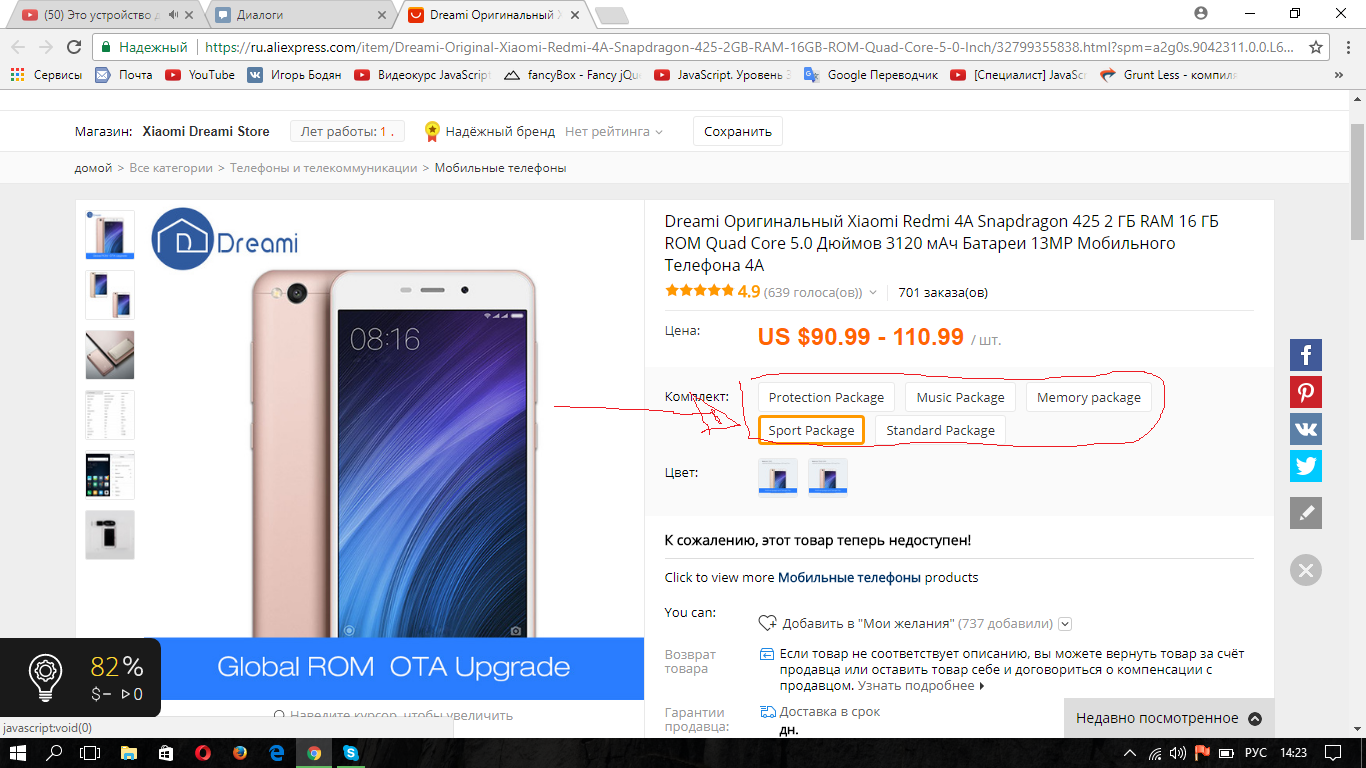 (50) Это устройство д
Диалоги
Dreami Оригинальный X
Надежный
https://ru.aliexpress.com/item/Dreami-Original-Xiaomi-Redmi-4A-Snapdragon-425-2GB-RAM-16GB-ROM-Quad-Core-5-0-Inch/32799355838.html?spm=a2g0s.9042311.0.0.L6...
Сервисы
Почта
YouTube
Игорь Бодян
Видеокурс JavaScript
fancyBox - Fancy jQu
JavaScript. Уровень 3
Google Переводчик
[Специалист] JavaSc
Grunt Less - компил
»
Магазин: Xiaomi Dreami Store
Лет работы: 1 .
Надёжный бренд
Нет рейтинга
Сохранить
домой > Все категории > Телефоны и телекоммуникации > Мобильные телефоны
Dreami
08:16
Global ROM OTA Upgrade
Наведите курсор, чтобы увеличить
Dreami Оригинальный Xiaomi Redmi 4A Snapdragon 425 2 ГБ RAM 16 ГБ
ROM Quad Core 5.0 Дюймов 3120 мАч Батареи 13MP Мобильного
Телефона 4A
4.9 (639 голоса(ов)) 701 заказа(ов)
Цена: US $90.99 - 110.99 / шт.
Комплект: Protection Package Music Package Memory package
Sport Package Standard Package
Цвет:
К сожалению, этот товар теперь недоступен!
Click to view more Мобильные телефоны products
You can:
Добавить в "Мои желания" (737 добавили)
Возврат
товара
Если товар не соответствует описанию, вы можете вернуть товар за счёт
продавца или оставить товар себе и договориться о компенсации с
продавцом. Узнать подробнее
Гарантии
продавца:
Доставка в срок
дн.
Недавно посмотренное
82%
$– 0
javascript:void(0)
РУС
14:23